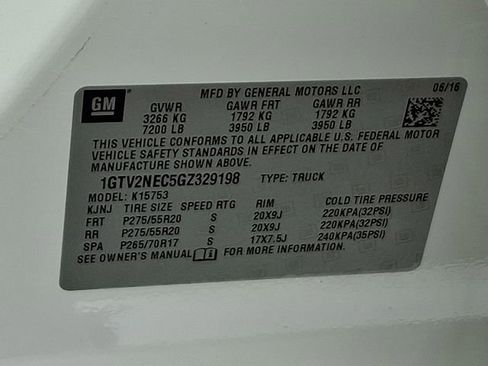 GM
MFD BY GENERAL MOTORS LLC 06/16
GVWR GAWR FRT GAWR RR
3266 KG 1792 KG 1792 KG
7200 LB 3950 LB 3950 LB
THIS VEHICLE CONFORMS TO ALL APPLICABLE U.S. FEDERAL MOTOR
VEHICLE SAFETY STANDARDS IN EFFECT ON THE DATE OF
MANUFACTURE SHOWN ABOVE.
1GTV2NEC5GZ329198 TYPE: TRUCK
MODEL: K15753
KJNJ TIRE SIZE SPEED RTG RIM COLD TIRE PRESSURE
FRT P275/55R20 S 20X9J 220KPA(32PSI)
RR P275/55R20 S 20X9J 220KPA(32PSI)
SPA P265/70R17 S 17X7.5J 240KPA(35PSI)
SEE OWNER'S MANUAL